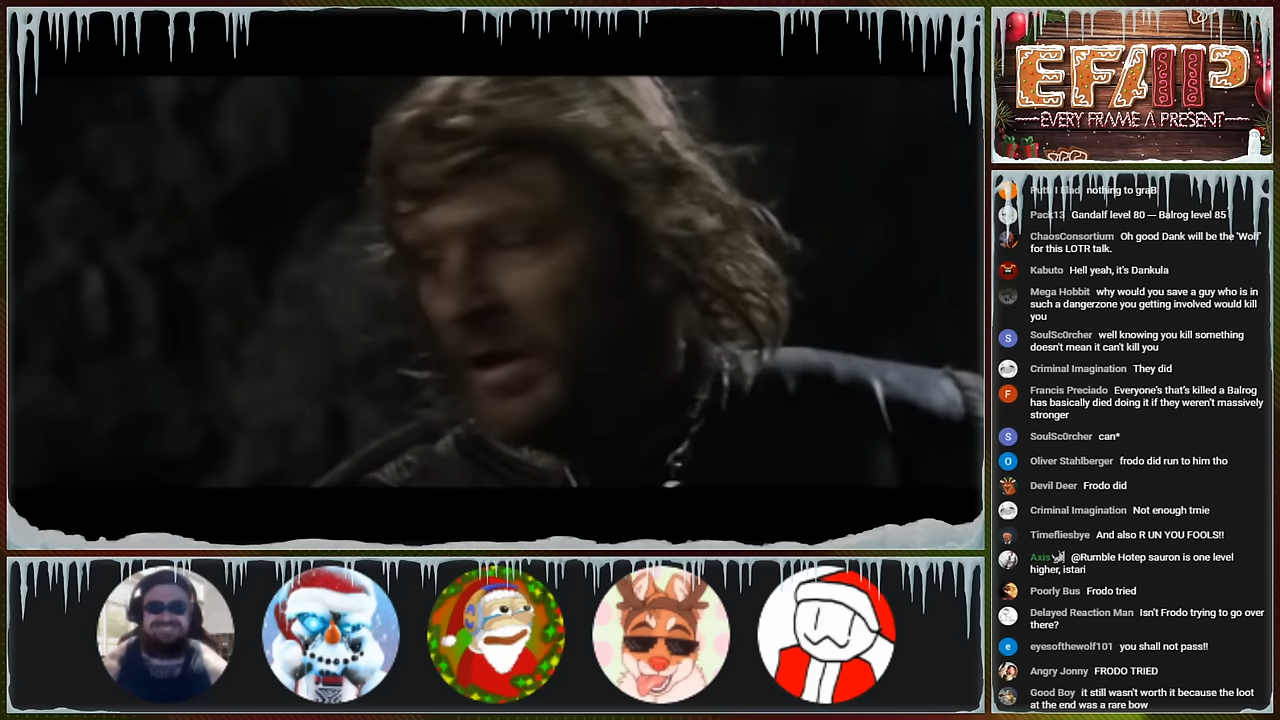 EFAP
EVERY FRAME A PRESENT
nothing to graB
Pack13 Gandalf level 80 — Balrog level 85
ChaosConsortium Oh good Dank will be the 'Wolf'
for this LOTR talk.
Kabuto Hell yeah, it's Dankula
Mega Hobbit why would you save a guy who is in
such a dangerzone you getting involved would kill
you
S
SoulSc0rcher well knowing you kill something
doesn't mean it can't kill you
Criminal Imagination They did
F
Francis Preciado Everyone's that's killed a Balrog
has basically died doing it if they weren't massively
stronger
S
SoulSc0rcher can*
O
Oliver Stahlberger frodo did run to him tho
Devil Deer Frodo did
Criminal Imagination Not enough tmie
Timefliesbye And also R UN YOU FOOLS!!
Axis @Rumble Hotep sauron is one level
higher, istari
Poorly Bus Frodo tried
Delayed Reaction Man Isn't Frodo trying to go over
there?
e
eyesofthewolf101 you shall not pass!!
Angry Jonny FRODO TRIED
Good Boy it still wasn't worth it because the loot
at the end was a rare bow